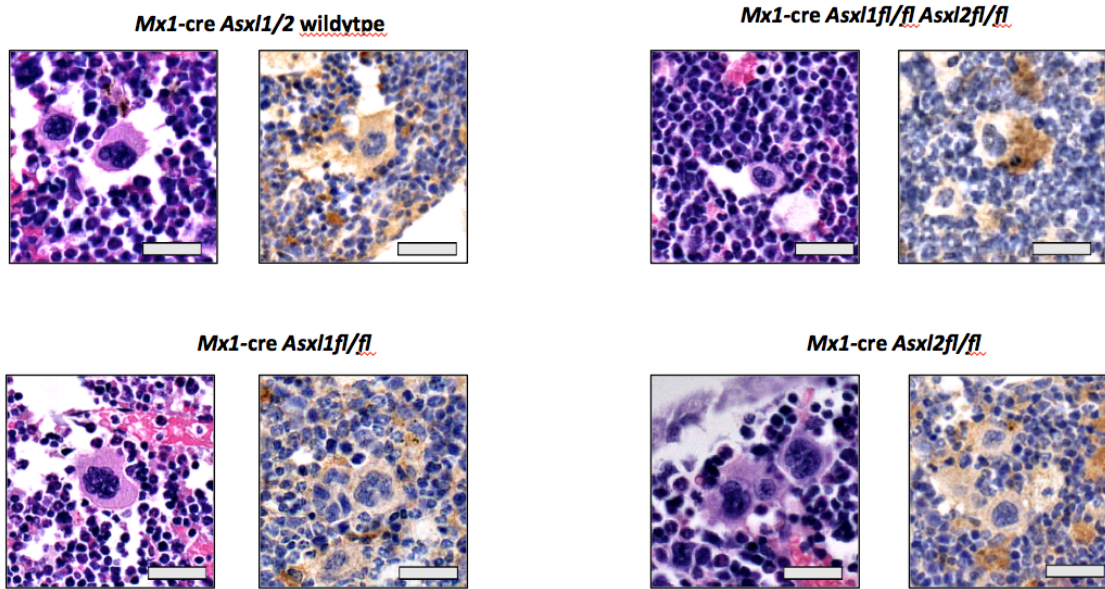 Mx1-cre Asxl1/2 wildytpe
Mx1-cre Asxl1fl/fl Asxl2fl/fl
Mx1-cre Asxl1fl/fl
Mx1-cre Asxl2fl/fl